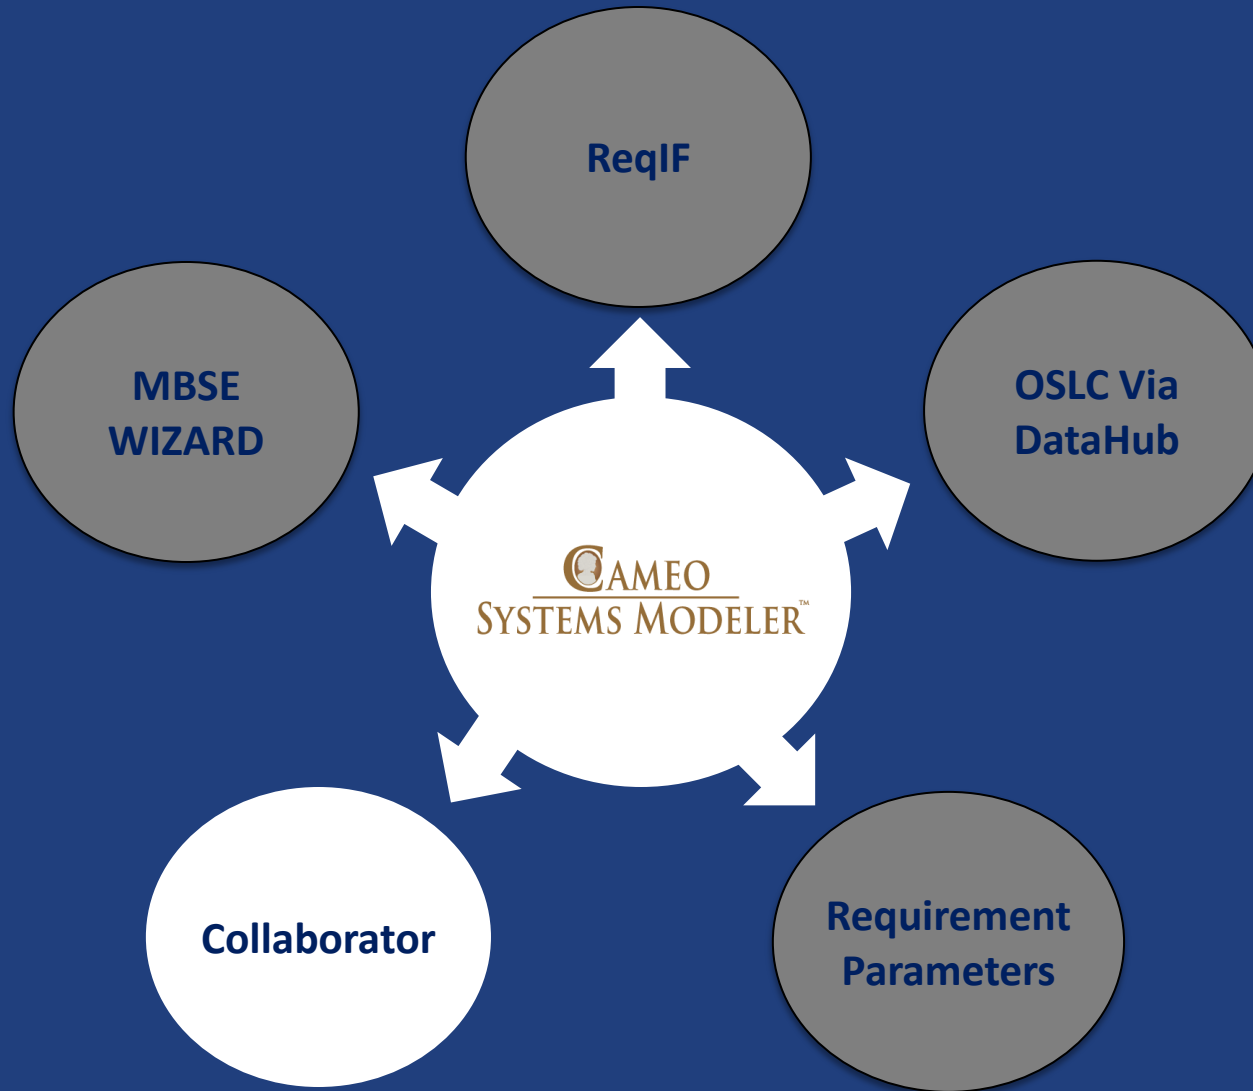 ReqIF
MBSE
WIZARD
OSLC Via
DataHub
CAMEO
SYSTEMS MODELER™
Collaborator
Requirement
Parameters